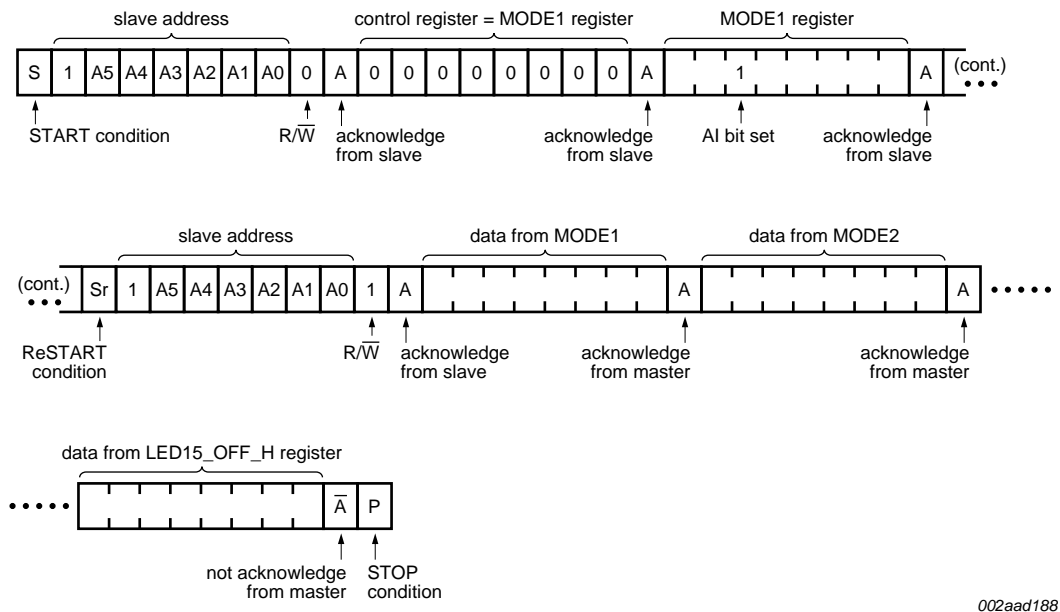 slave address control register = MODE1 register MODE1 register
S 1 A5 A4 A3 A2 A1 A0 0 A 0 0 0 0 0 0 0 0 A 1 A (cont.)
START condition R/W̅ acknowledge from slave acknowledge from slave AI bit set acknowledge from slave
slave address data from MODE1 data from MODE2
(cont.) Sr 1 A5 A4 A3 A2 A1 A0 1 A A A
ReSTART condition R/W̅ acknowledge from slave acknowledge from master acknowledge from master
data from LED15_OFF_H register
A̅ P
not acknowledge from master STOP condition
002aad188